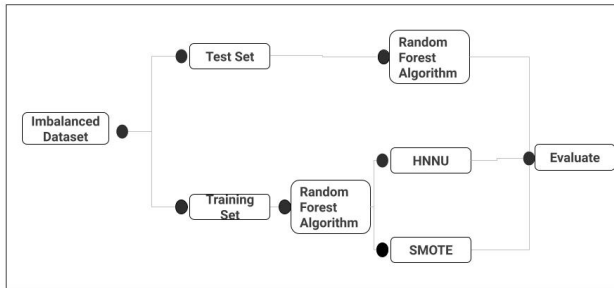 Test Set
Random
Forest
Algorithm
Imbalanced
Dataset
HNNU
Evaluate
Training
Set
Random
Forest
Algorithm
SMOTE